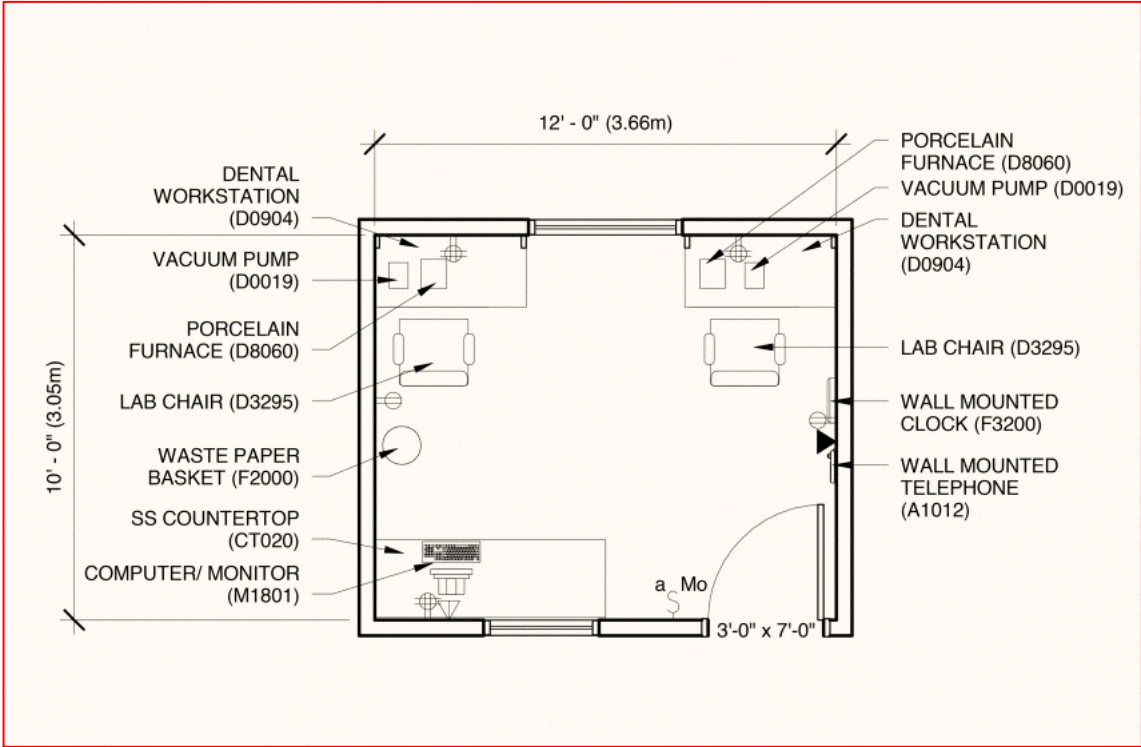 12' - 0" (3.66m)
DENTAL
WORKSTATION
(D0904)
VACUUM PUMP
(D0019)
PORCELAIN
FURNACE (D8060)
LAB CHAIR (D3295)
WASTE PAPER
BASKET (F2000)
SS COUNTERTOP
(CT020)
COMPUTER/ MONITOR
(M1801)
10' - 0" (3.05m)
PORCELAIN
FURNACE (D8060)
VACUUM PUMP (D0019)
DENTAL
WORKSTATION
(D0904)
LAB CHAIR (D3295)
WALL MOUNTED
CLOCK (F3200)
WALL MOUNTED
TELEPHONE
(A1012)
a Mo
S
3'-0" x 7'-0"